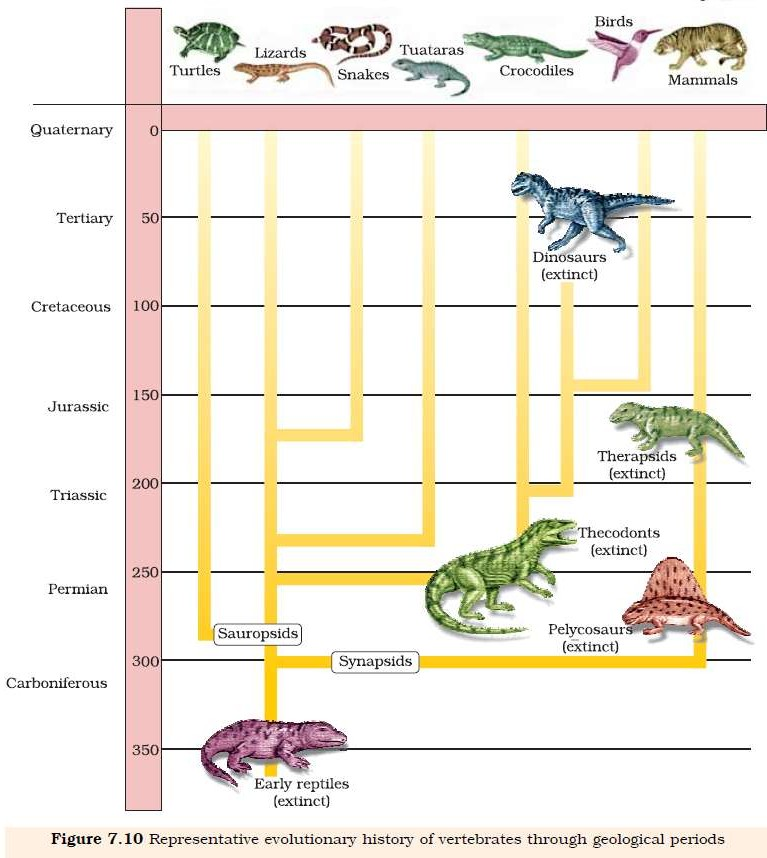 Birds
Turtles
Lizards
Snakes
Tuataras
Crocodiles
Mammals
Quaternary 0
Tertiary 50
Dinosaurs
(extinct)
Cretaceous 100
150
Jurassic
Therapsids
(extinct)
200
Triassic
Thecodonts
(extinct)
250
Permian
Sauropsids
Pelycosaurs
(extinct)
300
Synapsids
Carboniferous
350
Early reptiles
(extinct)
Figure 7.10 Representative evolutionary history of vertebrates through geological periods